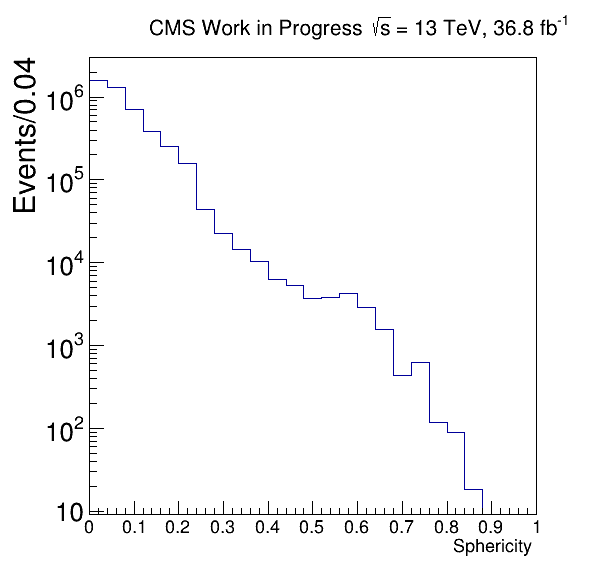 CMS Work in Progress √s = 13 TeV, 36.8 fb⁻¹
Events/0.04
10⁶
10⁵
10⁴
10³
10²
10
0 0.1 0.2 0.3 0.4 0.5 0.6 0.7 0.8 0.9 1
Sphericity